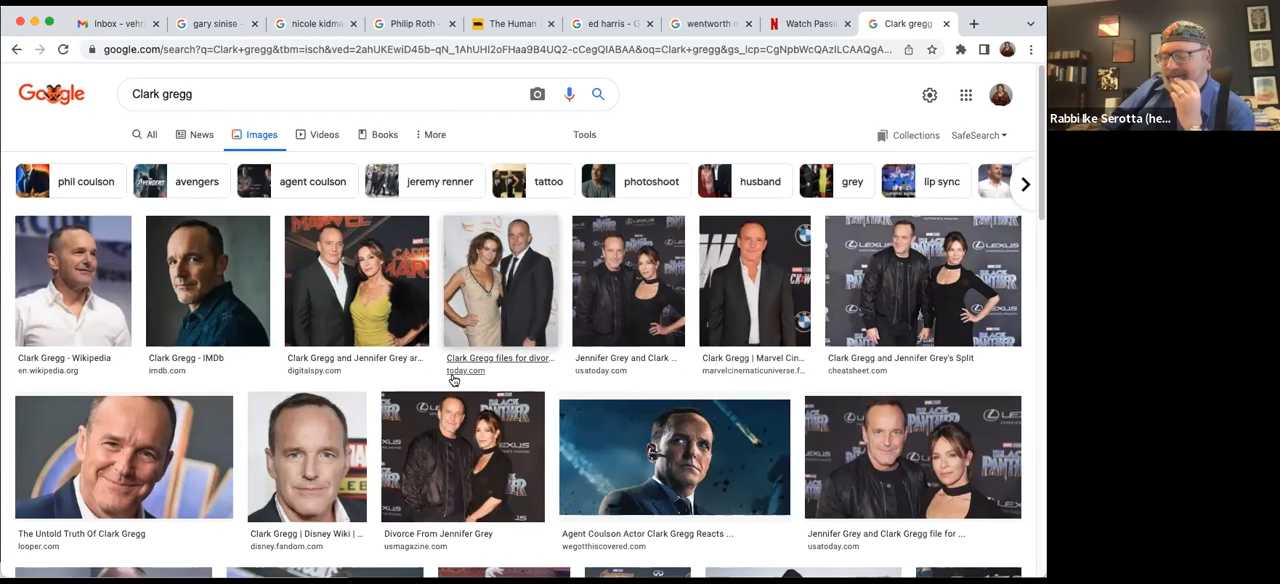 Inbox - vehr
gary sinise -
nicole kidma
Philip Roth -
The Human
ed harris - G
wentworth m
Watch Passi
Clark gregg
google.com/search?q=Clark+gregg&tbm=isch&ved=2ahUKEwiD45b-qN_1AhUHI2oFHaa9B4UQ2-cCegQIABAA&oq=Clark+gregg&gs_lcp=CgNpbWcQAzILCAAQgA...
Google
Clark gregg
All
News
Images
Videos
Books
More
Tools
Collections
SafeSearch
phil coulson
avengers
agent coulson
jeremy renner
tattoo
photoshoot
husband
grey
lip sync
Rabbi Ike Serotta (he...
Clark Gregg - Wikipedia
en.wikipedia.org
Clark Gregg - IMDb
imdb.com
Clark Gregg and Jennifer Grey ar...
digitalspy.com
Clark Gregg files for divor...
today.com
Jennifer Grey and Clark ...
usatoday.com
Clark Gregg | Marvel Cin...
marvelcinematicuniverse.f...
Clark Gregg and Jennifer Grey's Split
cheatsheet.com
The Untold Truth Of Clark Gregg
looper.com
Clark Gregg | Disney Wiki | ...
disney.fandom.com
Divorce From Jennifer Grey
usmagazine.com
Agent Coulson Actor Clark Gregg Reacts ...
wegotthiscovered.com
Jennifer Grey and Clark Gregg file for ...
usatoday.com